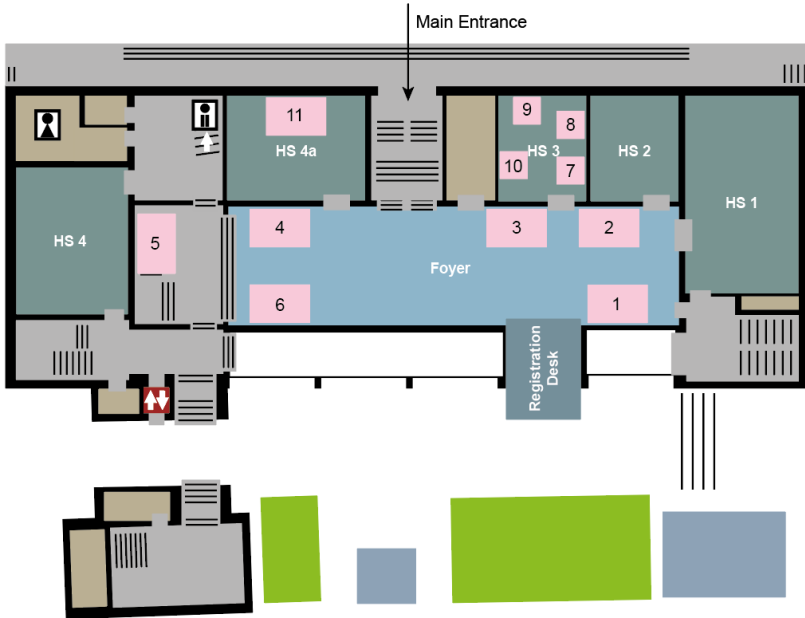 Main Entrance
11
9
8
HS 4a
HS 3
HS 2
10
7
HS 1
HS 4
5
4
3
2
Foyer
6
1
Registration
Desk